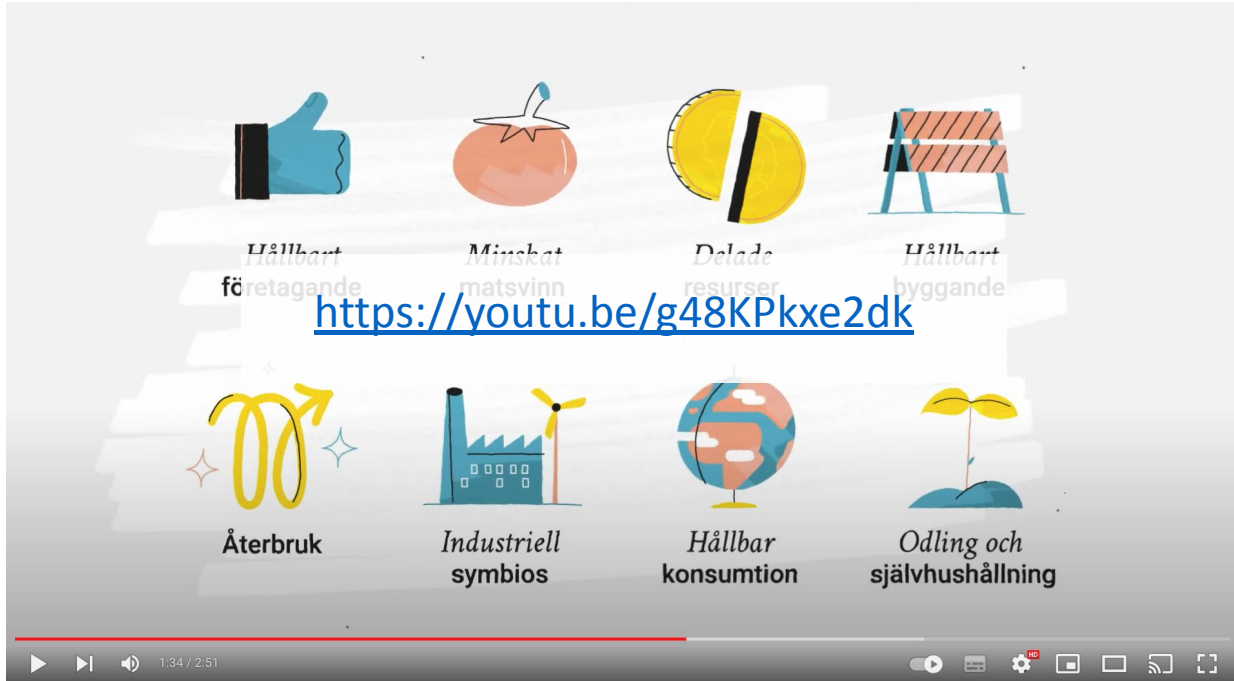 Hållbart Minskat Delade Hållbart
företagande matsvinn resurser byggande
https://youtu.be/g48KPkxe2dk
Återbruk Industriell symbios Hållbar konsumtion Odling och självhushållning
1:34 / 2:51
HD